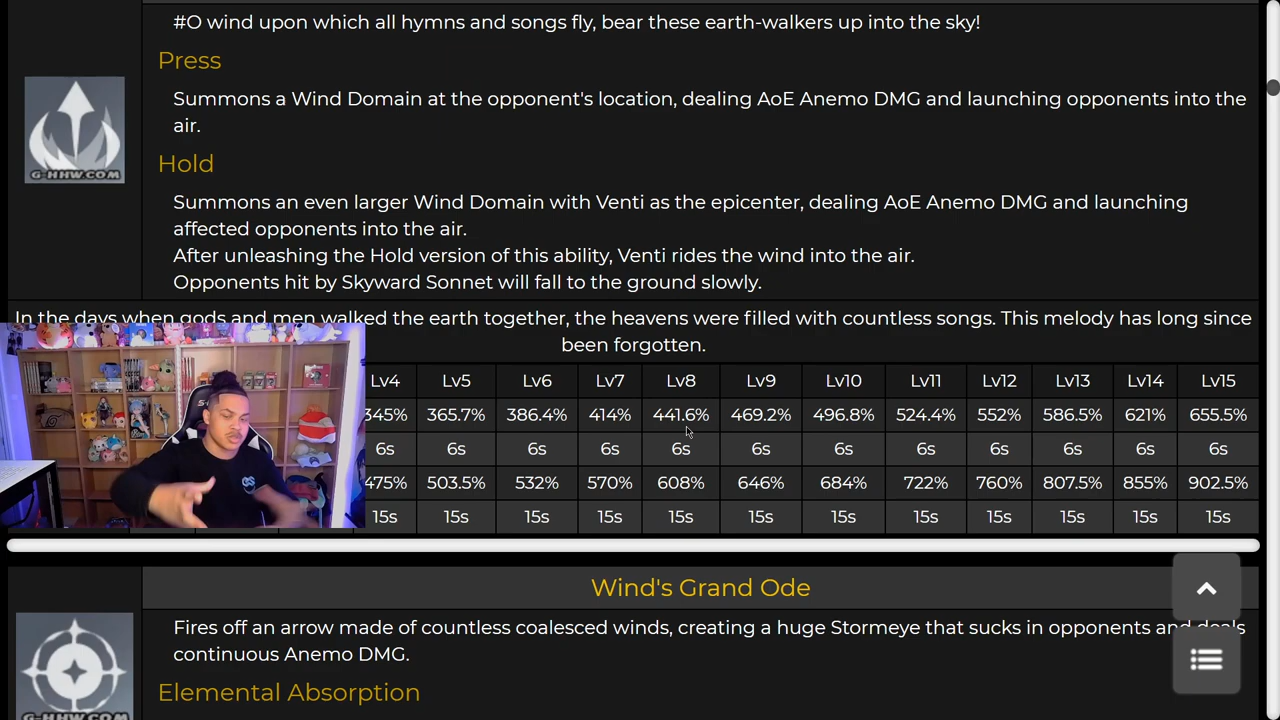 #O wind upon which all hymns and songs fly, bear these earth-walkers up into the sky!
Press
Summons a Wind Domain at the opponent's location, dealing AoE Anemo DMG and launching opponents into the
air.
G-HHW.COM
Hold
Summons an even larger Wind Domain with Venti as the epicenter, dealing AoE Anemo DMG and launching
affected opponents into the air.
After unleashing the Hold version of this ability, Venti rides the wind into the air.
Opponents hit by Skyward Sonnet will fall to the ground slowly.
In the days when gods and men walked the earth together, the heavens were filled with countless songs. This melody has long since
been forgotten.
Lv4 Lv5 Lv6 Lv7 Lv8 Lv9 Lv10 Lv11 Lv12 Lv13 Lv14 Lv15
345% 365.7% 386.4% 414% 441.6% 469.2% 496.8% 524.4% 552% 586.5% 621% 655.5%
6s 6s 6s 6s 6s 6s 6s 6s 6s 6s 6s 6s
475% 503.5% 532% 570% 608% 646% 684% 722% 760% 807.5% 855% 902.5%
15s 15s 15s 15s 15s 15s 15s 15s 15s 15s 15s 15s
Wind's Grand Ode
Fires off an arrow made of countless coalesced winds, creating a huge Stormeye that sucks in opponents and deals
continuous Anemo DMG.
Elemental Absorption
G-HHW.COM